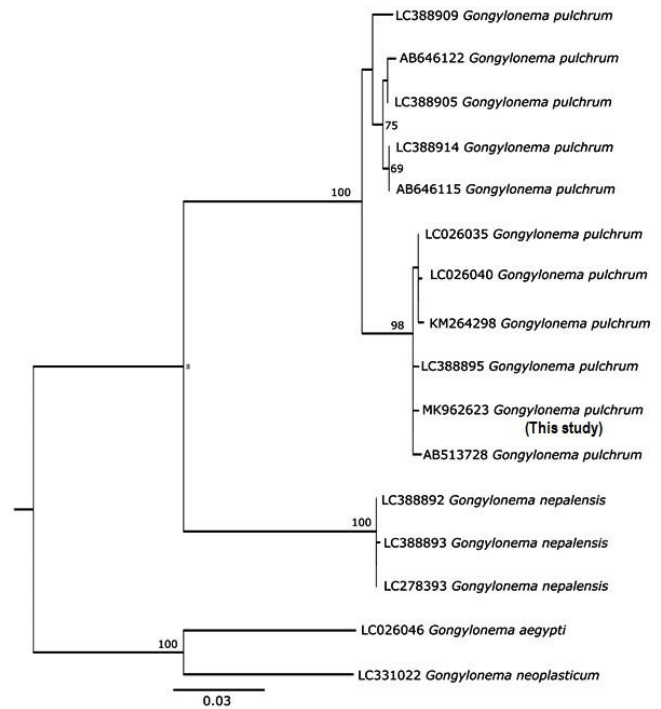 LC388909 Gongylonema pulchrum
AB646122 Gongylonema pulchrum
LC388905 Gongylonema pulchrum
75
LC388914 Gongylonema pulchrum
69
AB646115 Gongylonema pulchrum
100
LC026035 Gongylonema pulchrum
LC026040 Gongylonema pulchrum
KM264298 Gongylonema pulchrum
98
LC388895 Gongylonema pulchrum
MK962623 Gongylonema pulchrum
(This study)
AB513728 Gongylonema pulchrum
LC388892 Gongylonema nepalensis
100
LC388893 Gongylonema nepalensis
LC278393 Gongylonema nepalensis
LC026046 Gongylonema aegypti
100
LC331022 Gongylonema neoplasticum
0.03